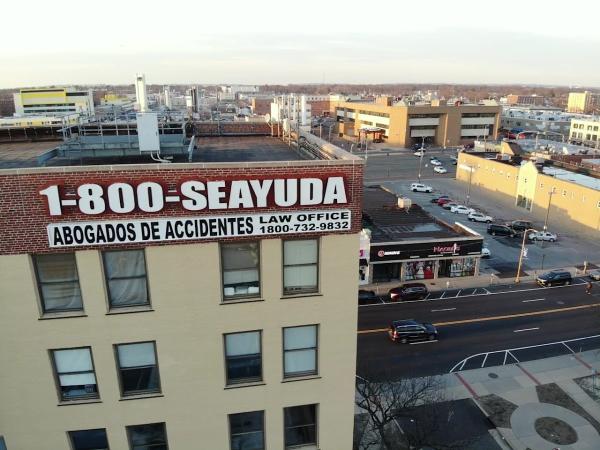 1-800-SEAYUDA
ABOGADOS DE ACCIDENTES
LAW OFFICE
1800-732-9832